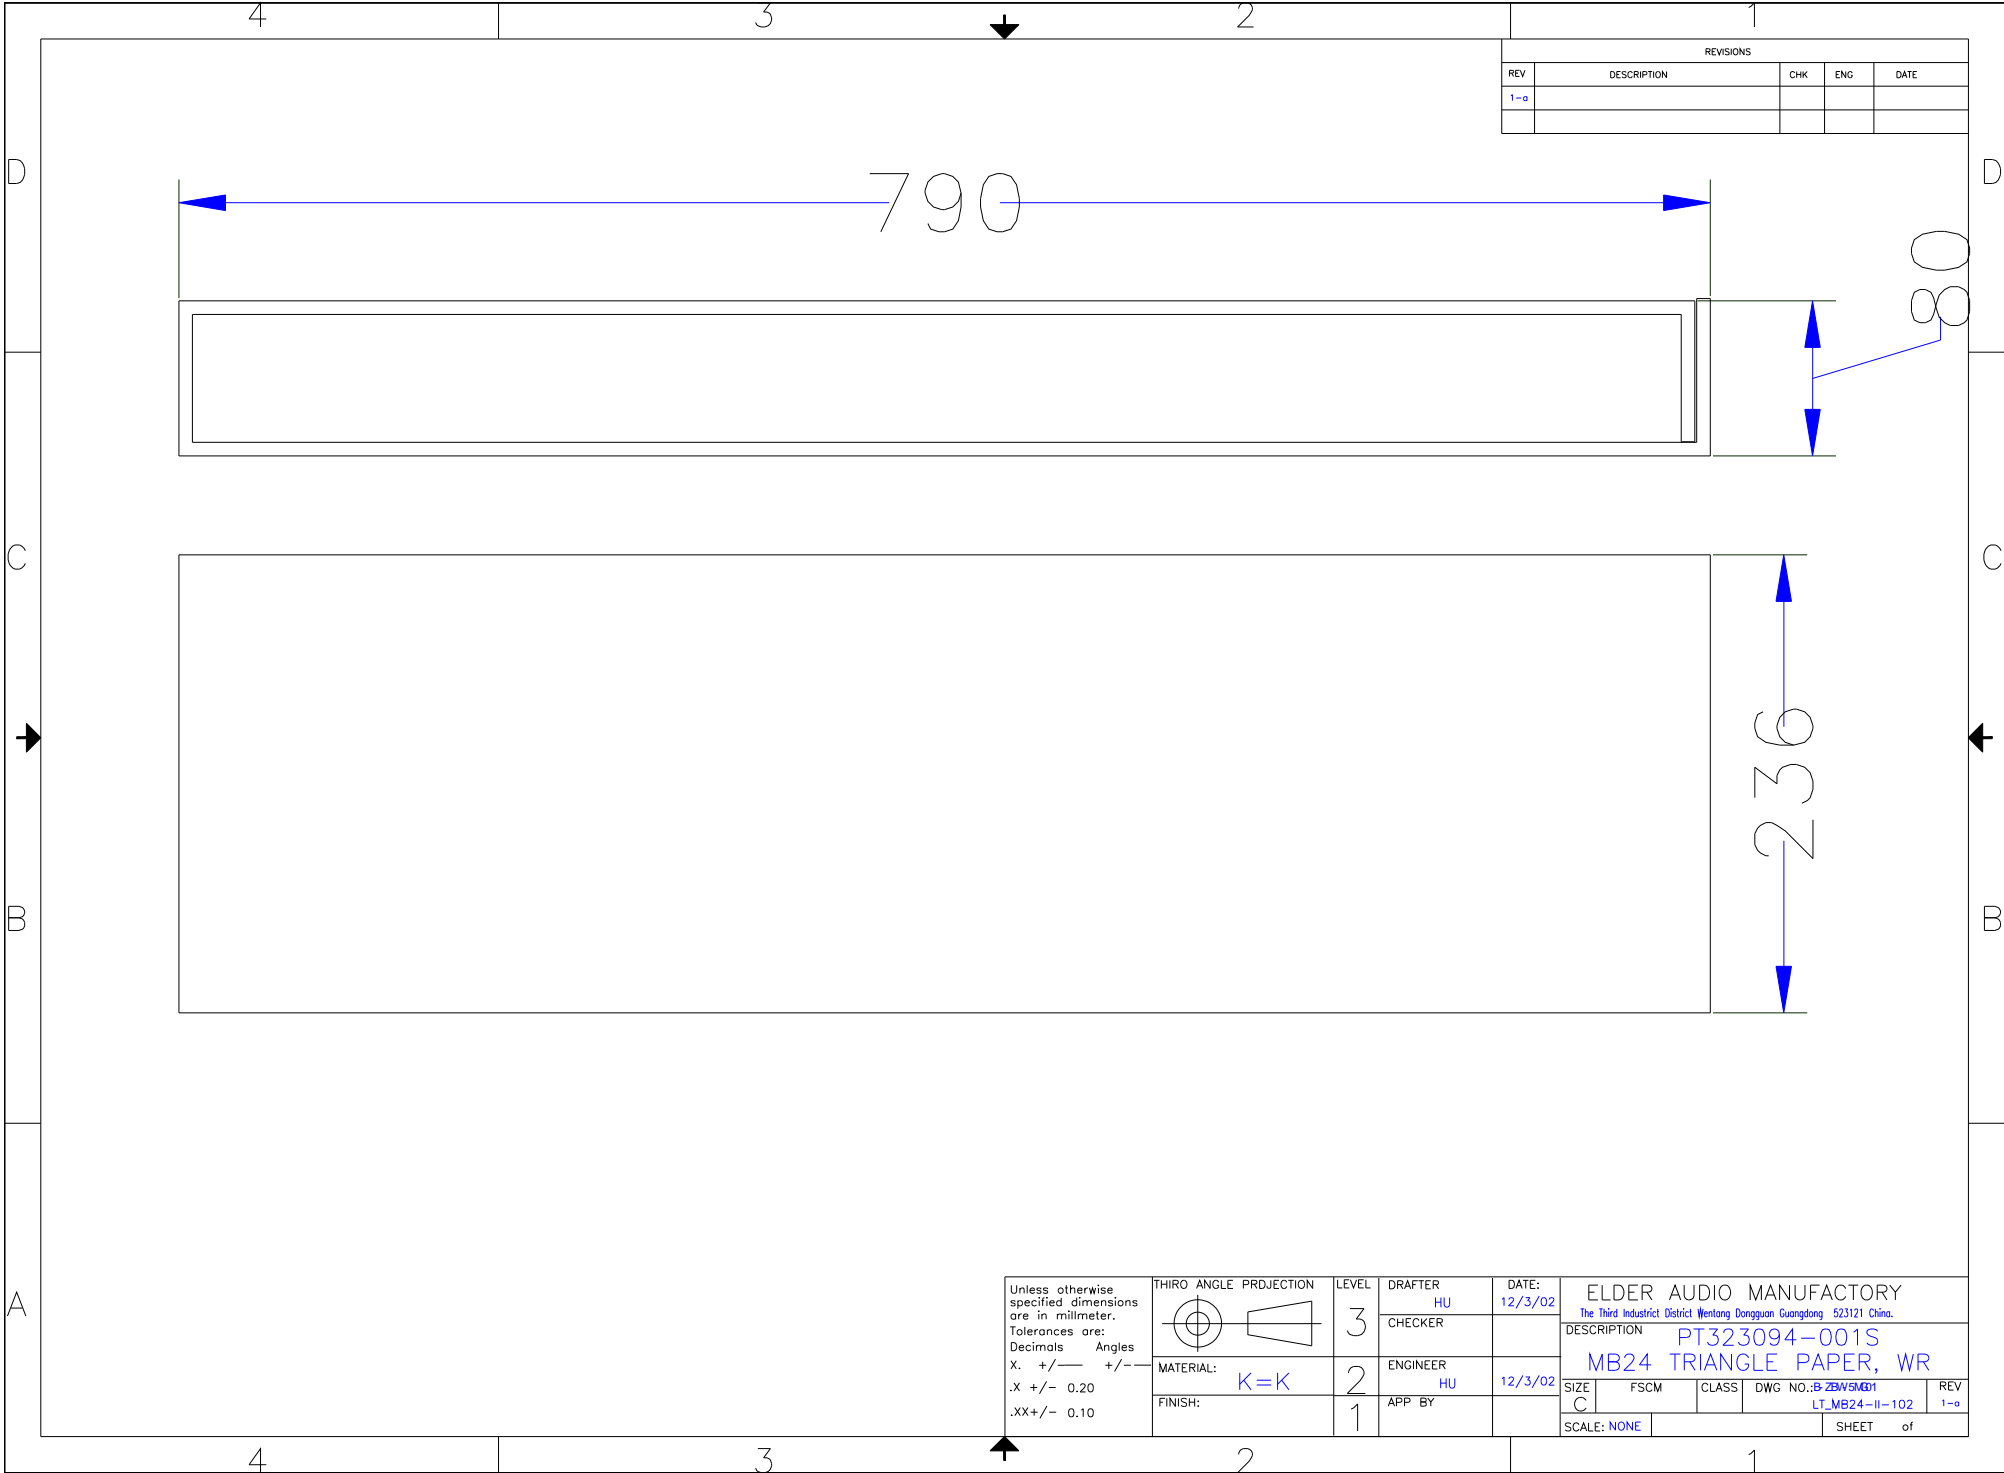 4 3 2 1
REVISIONS
REV DESCRIPTION CHK ENG DATE
1-a
D D
790
80
C C
236
B B
A
Unless otherwise
specified dimensions
are in millmeter.
Tolerances are:
Decimals Angles
X. +/-— +/-—
.X +/- 0.20
.XX+/- 0.10
THIRO ANGLE PRDJECTION
MATERIAL:
K=K
FINISH:
LEVEL
3
2
1
DRAFTER
HU
CHECKER
ENGINEER
HU
APP BY
DATE:
12/3/02
12/3/02
ELDER AUDIO MANUFACTORY
The Third Industrict District Wentang Dongguan Guangdong 523121 China.
DESCRIPTION
PT323094-001S
MB24 TRIANGLE PAPER, WR
SIZE FSCM CLASS DWG NO.: REV
C LT_MB24-II-102 1-a
SCALE: NONE SHEET of
4 3 2 1